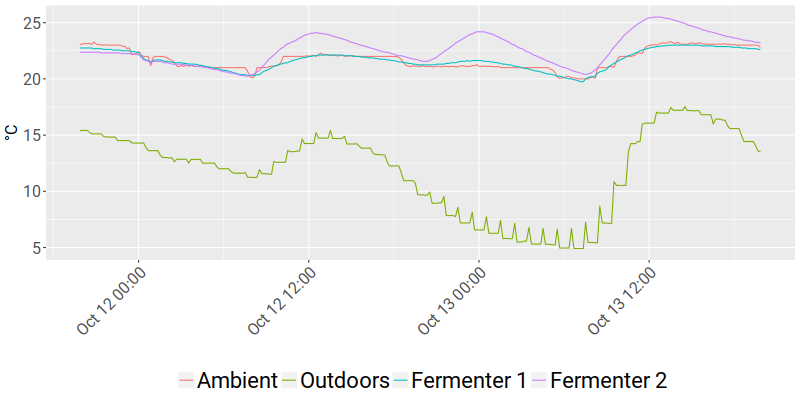 25
20
15
10
5
°C
Oct 12 00:00
Oct 12 12:00
Oct 13 00:00
Oct 13 12:00
Ambient Outdoors Fermenter 1 Fermenter 2